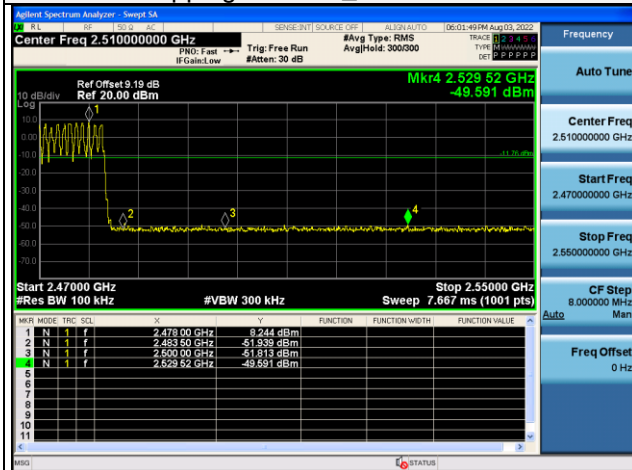 Agilent Spectrum Analyzer - Swept SA
RL RF 50 Ω AC SENSE:INT SOURCE OFF ALIGN AUTO 06:01:49 PM Aug 03, 2022
Center Freq 2.510000000 GHz
PNO: Fast
IFGain:Low
Trig: Free Run
#Atten: 30 dB
#Avg Type: RMS
Avg|Hold: 300/300
TRACE 1 2 3 4 5 6
TYPE M
DET P P P P P P
Frequency
Mkr4 2.529 52 GHz
-49.591 dBm
Ref Offset 9.19 dB
10 dB/div Ref 20.00 dBm
Log
10.0
0.00
-10.0
-20.0
-30.0
-40.0
-50.0
-60.0
-70.0
1
2
3
4
-11.76 dBm
Start 2.47000 GHz Stop 2.55000 GHz
#Res BW 100 kHz #VBW 300 kHz Sweep 7.667 ms (1001 pts)
MKR MODE TRC SCL X Y FUNCTION FUNCTION WIDTH FUNCTION VALUE
1 N 1 f 2.478 00 GHz 8.244 dBm
2 N 1 f 2.483 50 GHz -51.939 dBm
3 N 1 f 2.500 00 GHz -51.813 dBm
4 N 1 f 2.529 52 GHz -49.591 dBm
5
6
7
8
9
10
11
MSG STATUS
Auto Tune
Center Freq
2.510000000 GHz
Start Freq
2.470000000 GHz
Stop Freq
2.550000000 GHz
CF Step
8.000000 MHz
Auto Man
Freq Offset
0 Hz